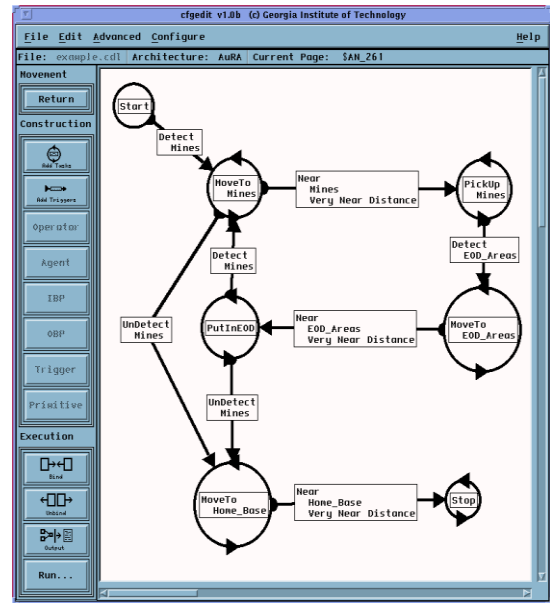 cfgedit v1.0b (c) Georgia Institute of Technology
File Edit Advanced Configure Help
File: example.cdl Architecture: AuRA Current Page: $AN_261
Movement
Return
Construction
Add Tasks
Add Triggers
Operator
Agent
IBP
OBP
Trigger
Primitive
Execution
Bind
Unbind
Output
Run...
Start
Detect
Mines
MoveTo
Mines
Near
Mines
Very Near Distance
PickUp
Mines
Detect
Mines
Detect
EOD_Areas
UnDetect
Mines
PutInEOD
Near
EOD_Areas
Very Near Distance
MoveTo
EOD_Areas
UnDetect
Mines
MoveTo
Home_Base
Near
Home_Base
Very Near Distance
Stop